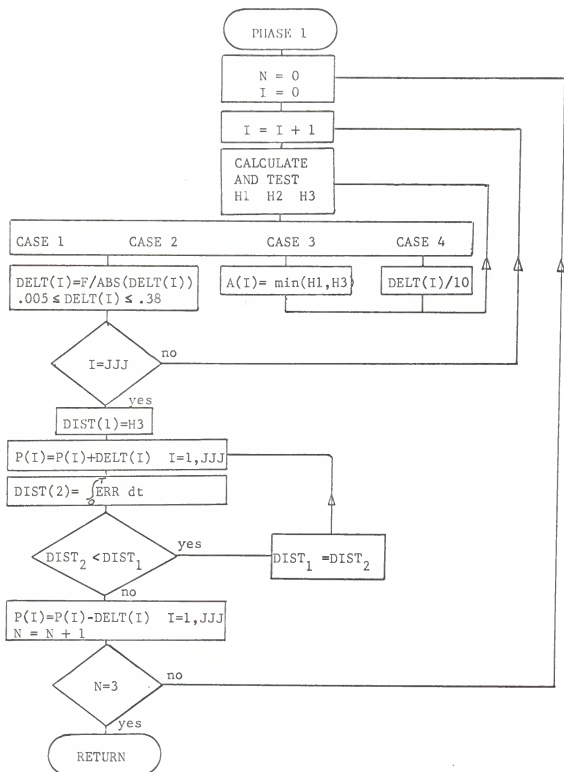 PHASE 1
N = 0
I = 0
I = I + 1
CALCULATE
AND TEST
H1 H2 H3
CASE 1 CASE 2 CASE 3 CASE 4
DELT(I)=F/ABS(DELT(I))
.005 ≤ DELT(I) ≤ .38
A(I)= min(H1,H3)
DELT(I)/10
I=JJJ
no
yes
DIST(1)=H3
P(I)=P(I)+DELT(I) I=1,JJJ
DIST(2)= ∫ERR dt
DIST₂ <DIST₁
yes
DIST₁ =DIST₂
no
P(I)=P(I)-DELT(I) I=1,JJJ
N = N + 1
N=3
no
yes
RETURN